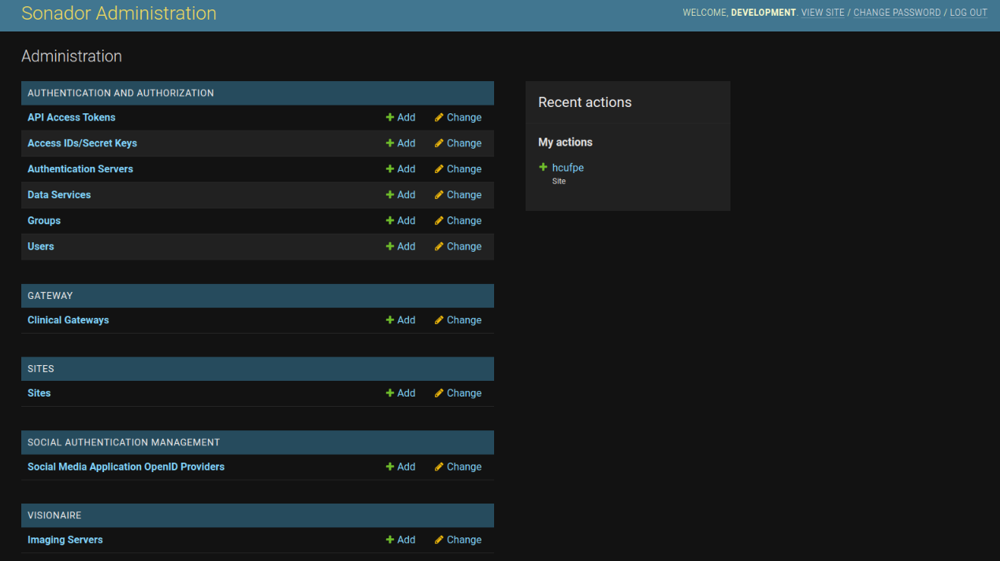 Sonador Administration
WELCOME, DEVELOPMENT. VIEW SITE / CHANGE PASSWORD / LOG OUT
Administration
AUTHENTICATION AND AUTHORIZATION
API Access Tokens Add Change
Access IDs/Secret Keys Add Change
Authentication Servers Add Change
Data Services Add Change
Groups Add Change
Users Add Change
GATEWAY
Clinical Gateways Add Change
SITES
Sites Add Change
SOCIAL AUTHENTICATION MANAGEMENT
Social Media Application OpenID Providers Add Change
VISIONAIRE
Imaging Servers Add Change
Recent actions
My actions
hcufpe
Site